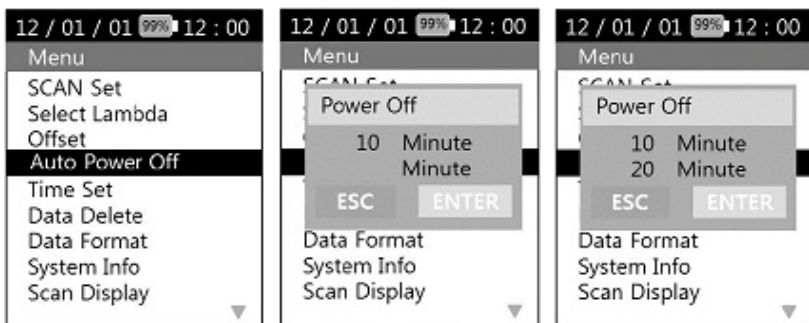 12 / 01 / 01 99% 12 : 00
Menu
SCAN Set
Select Lambda
Offset
Auto Power Off
Time Set
Data Delete
Data Format
System Info
Scan Display
12 / 01 / 01 99% 12 : 00
Menu
Power Off
10 Minute
Minute
ESC ENTER
Data Format
System Info
Scan Display
12 / 01 / 01 99% 12 : 00
Menu
Power Off
10 Minute
20 Minute
ESC ENTER
Data Format
System Info
Scan Display